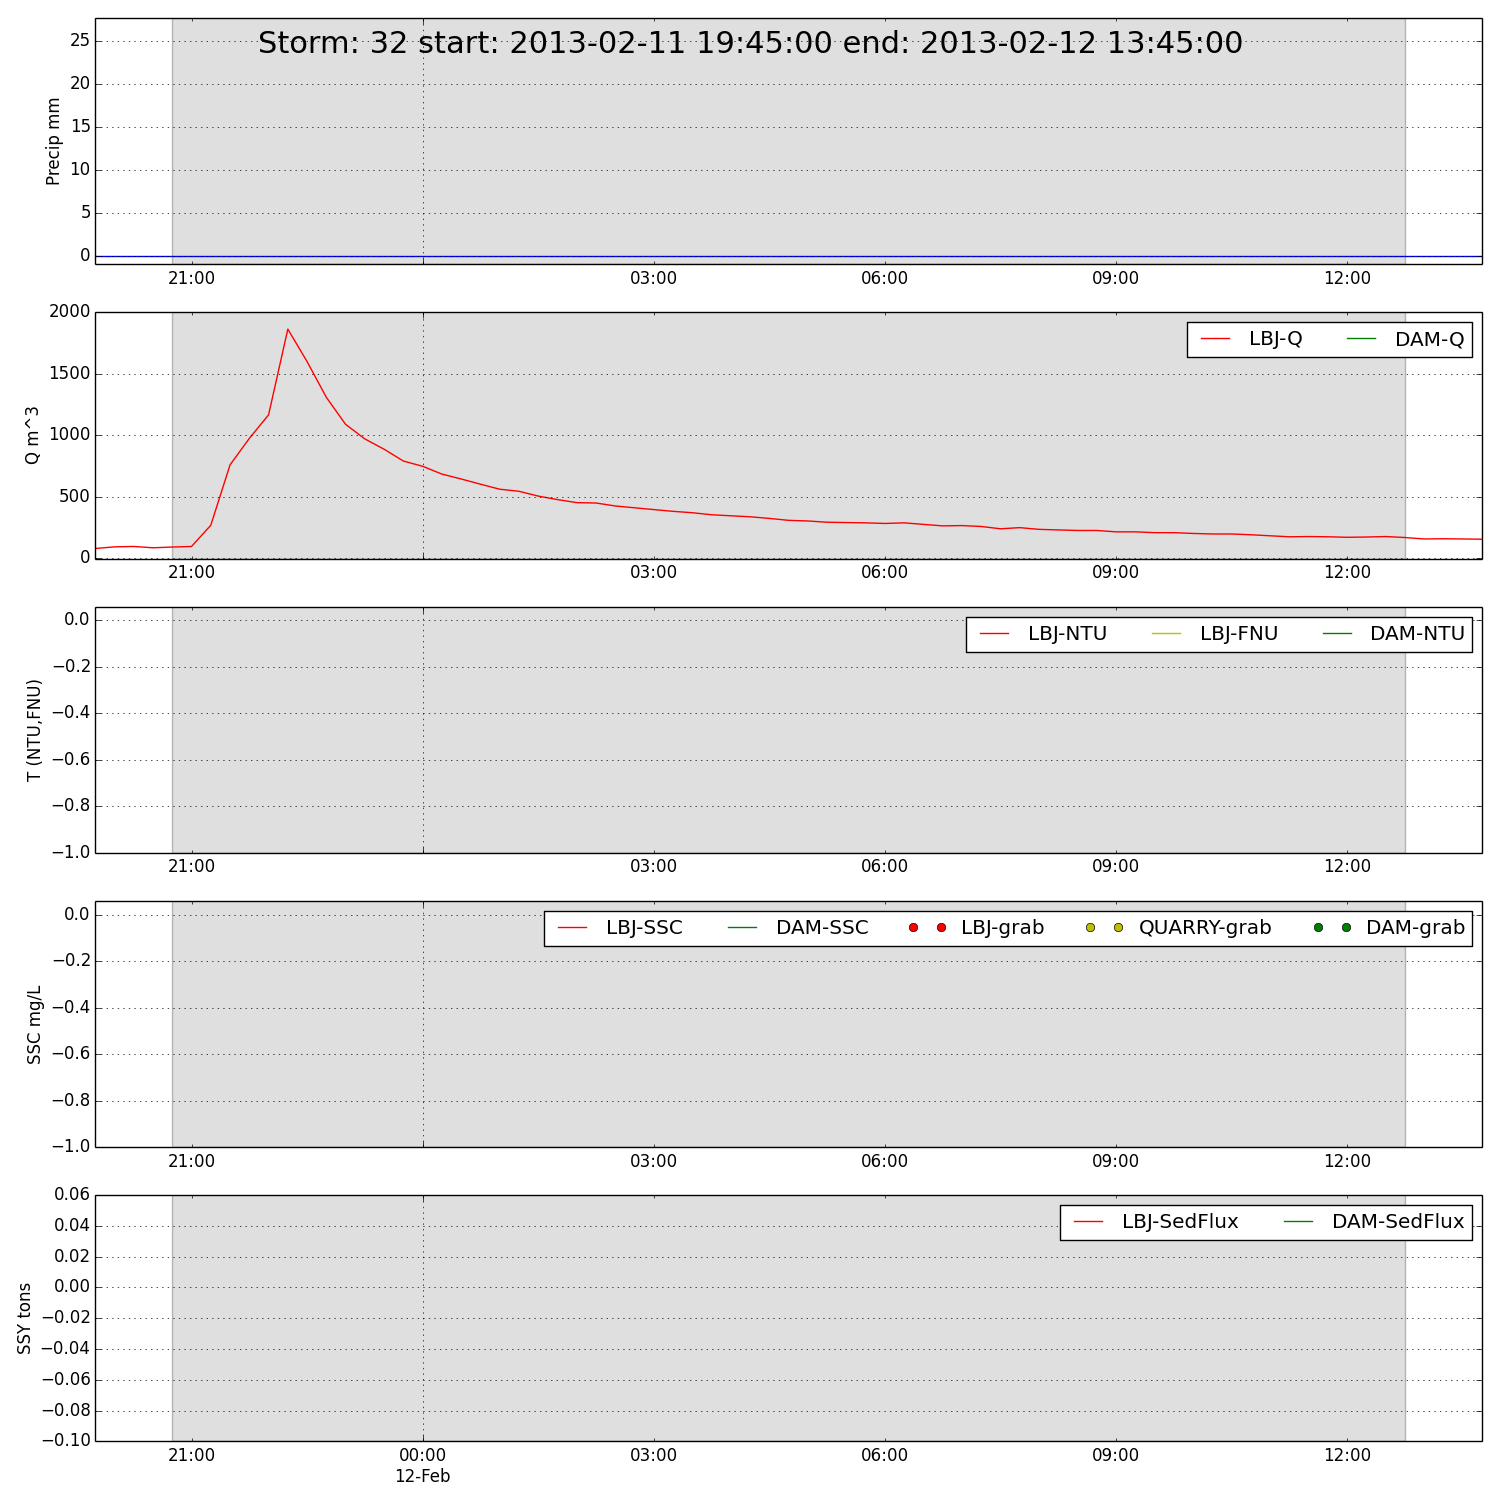 Storm: 32 start: 2013-02-11 19:45:00 end: 2013-02-12 13:45:00
Precip mm
25
20
15
10
5
0
21:00 03:00 06:00 09:00 12:00
Q m^3
2000
1500
1000
500
0
LBJ-Q DAM-Q
21:00 03:00 06:00 09:00 12:00
T (NTU,FNU)
0.0
−0.2
−0.4
−0.6
−0.8
−1.0
LBJ-NTU LBJ-FNU DAM-NTU
21:00 03:00 06:00 09:00 12:00
SSC mg/L
0.0
−0.2
−0.4
−0.6
−0.8
−1.0
LBJ-SSC DAM-SSC LBJ-grab QUARRY-grab DAM-grab
21:00 03:00 06:00 09:00 12:00
SSY tons
0.06
0.04
0.02
0.00
−0.02
−0.04
−0.06
−0.08
−0.10
LBJ-SedFlux DAM-SedFlux
21:00 00:00 03:00 06:00 09:00 12:00
12-Feb